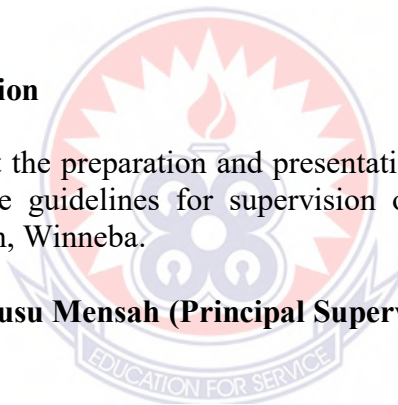 ion
the preparation and presentati
e guidelines for supervision o
n, Winneba.
usu Mensah (Principal Superv
EDUCATION FOR SERVICE